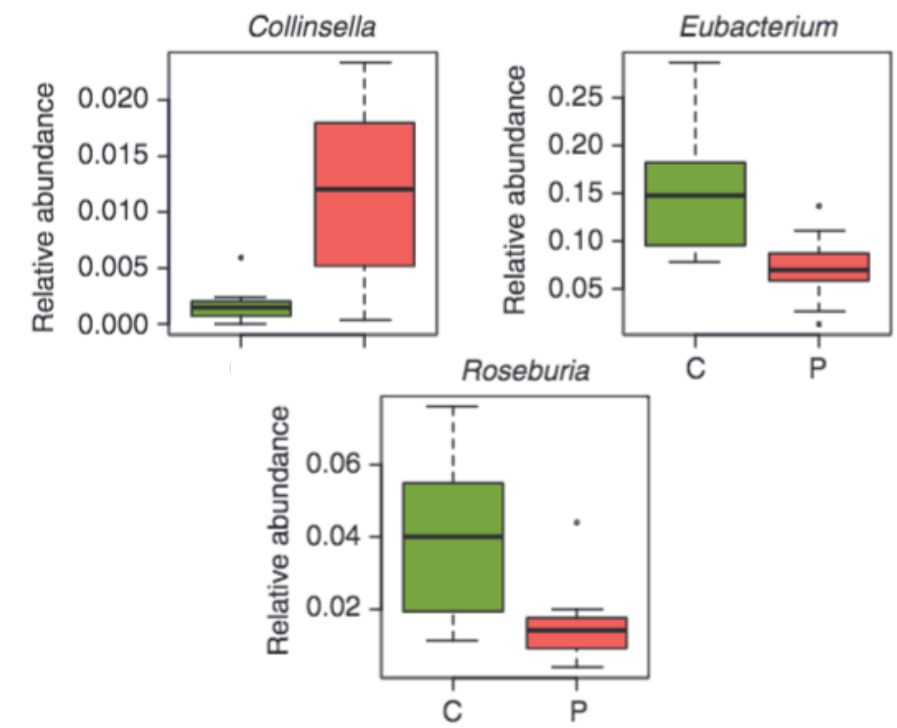 Collinsella
Relative abundance
0.020
0.015
0.010
0.005
0.000
Eubacterium
Relative abundance
0.25
0.20
0.15
0.10
0.05
C P
Roseburia
Relative abundance
0.06
0.04
0.02
C P